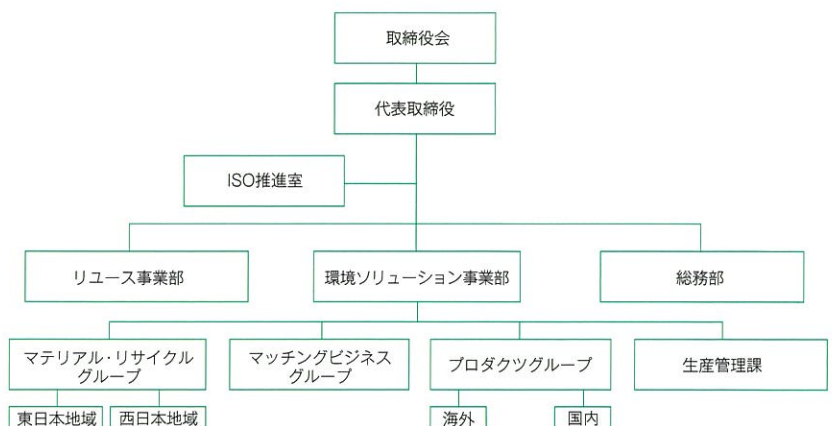 取締役会
代表取締役
ISO推進室
リユース事業部
環境ソリューション事業部
総務部
マテリアル・リサイクル
グループ
マッチングビジネス
グループ
プロダクツグループ
生産管理課
東日本地域
西日本地域
海外
国内